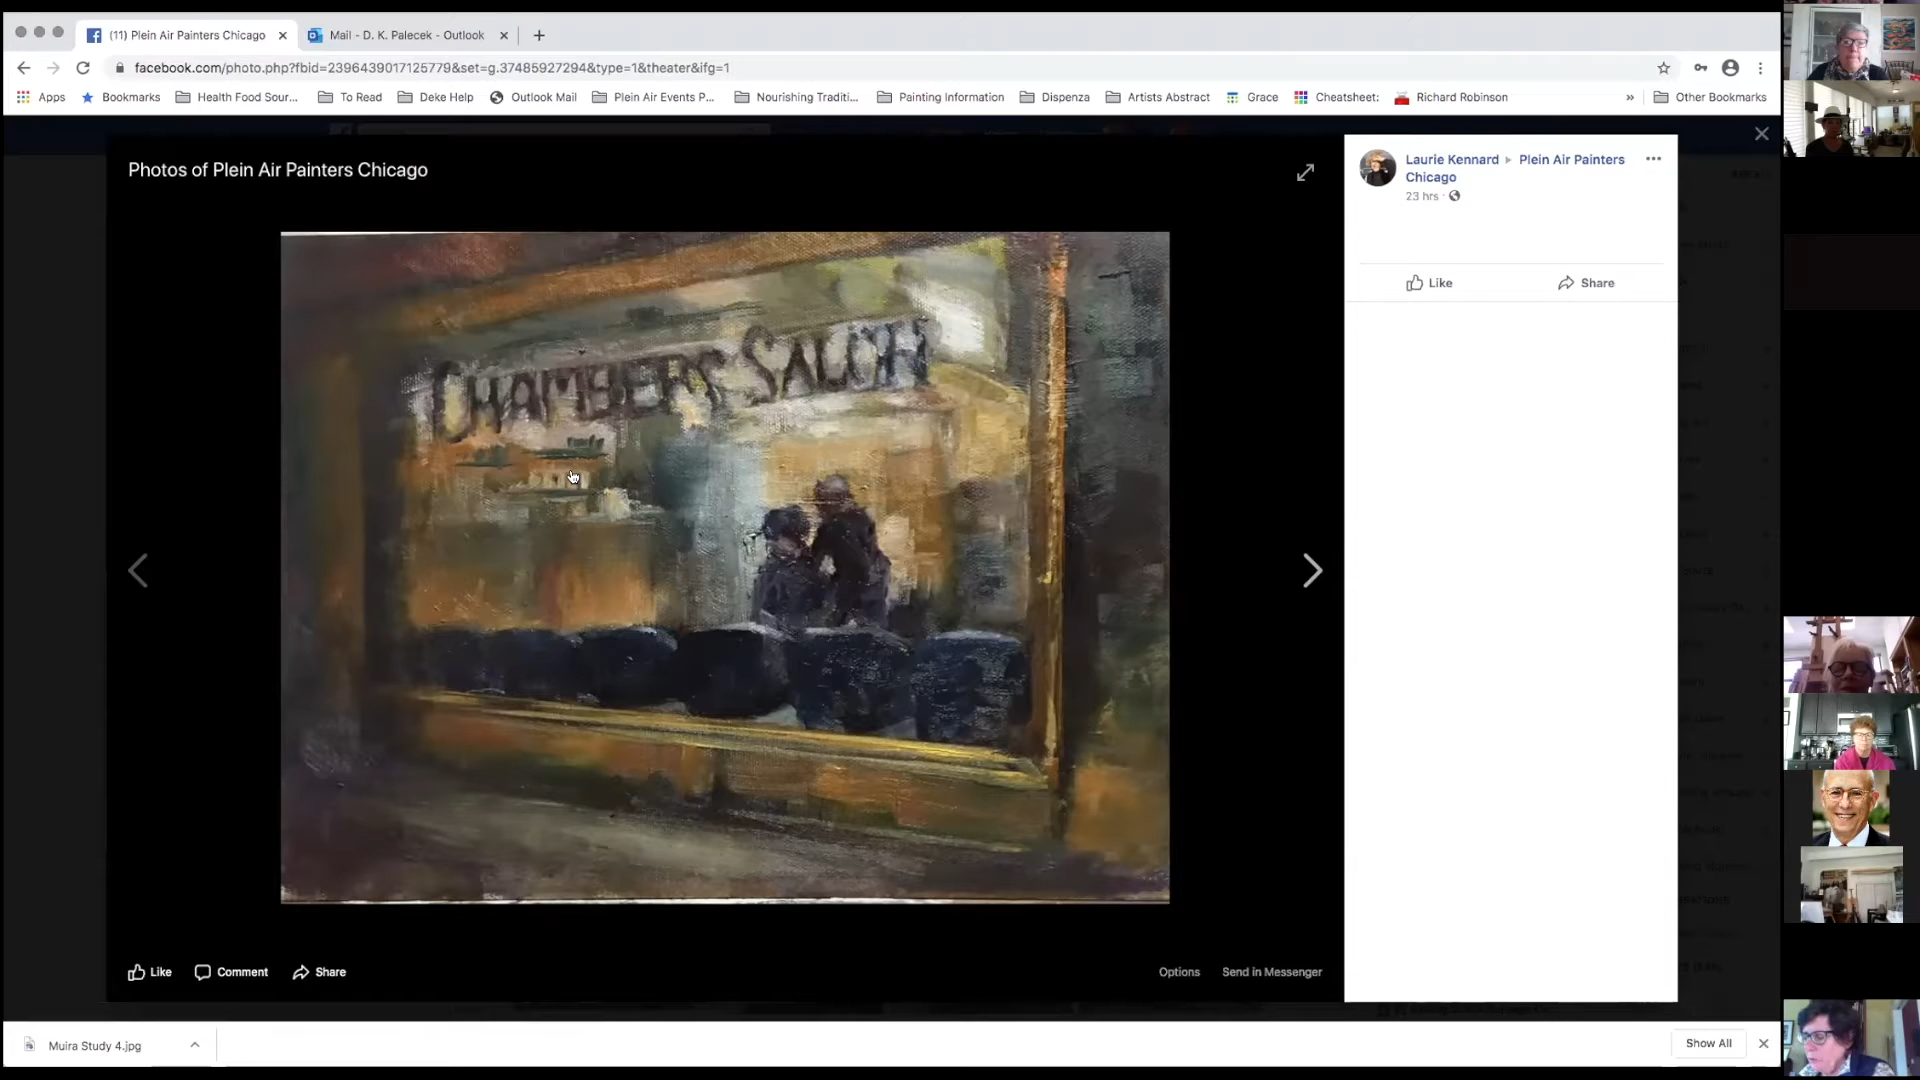 (11) Plein Air Painters Chicago
Mail - D. K. Palecek - Outlook
facebook.com/photo.php?fbid=2396439017125779&set=g.37485927294&type=1&theater&ifg=1
Apps Bookmarks Health Food Sour... To Read Deke Help Outlook Mail Plein Air Events P... Nourishing Traditi... Painting Information Dispenza Artists Abstract Grace Cheatsheet: Richard Robinson » Other Bookmarks
Photos of Plein Air Painters Chicago
Laurie Kennard ▸ Plein Air Painters
Chicago
23 hrs ·
Like Share
CHAMBERS SALON
Like Comment Share Options Send in Messenger
Muira Study 4.jpg
Show All